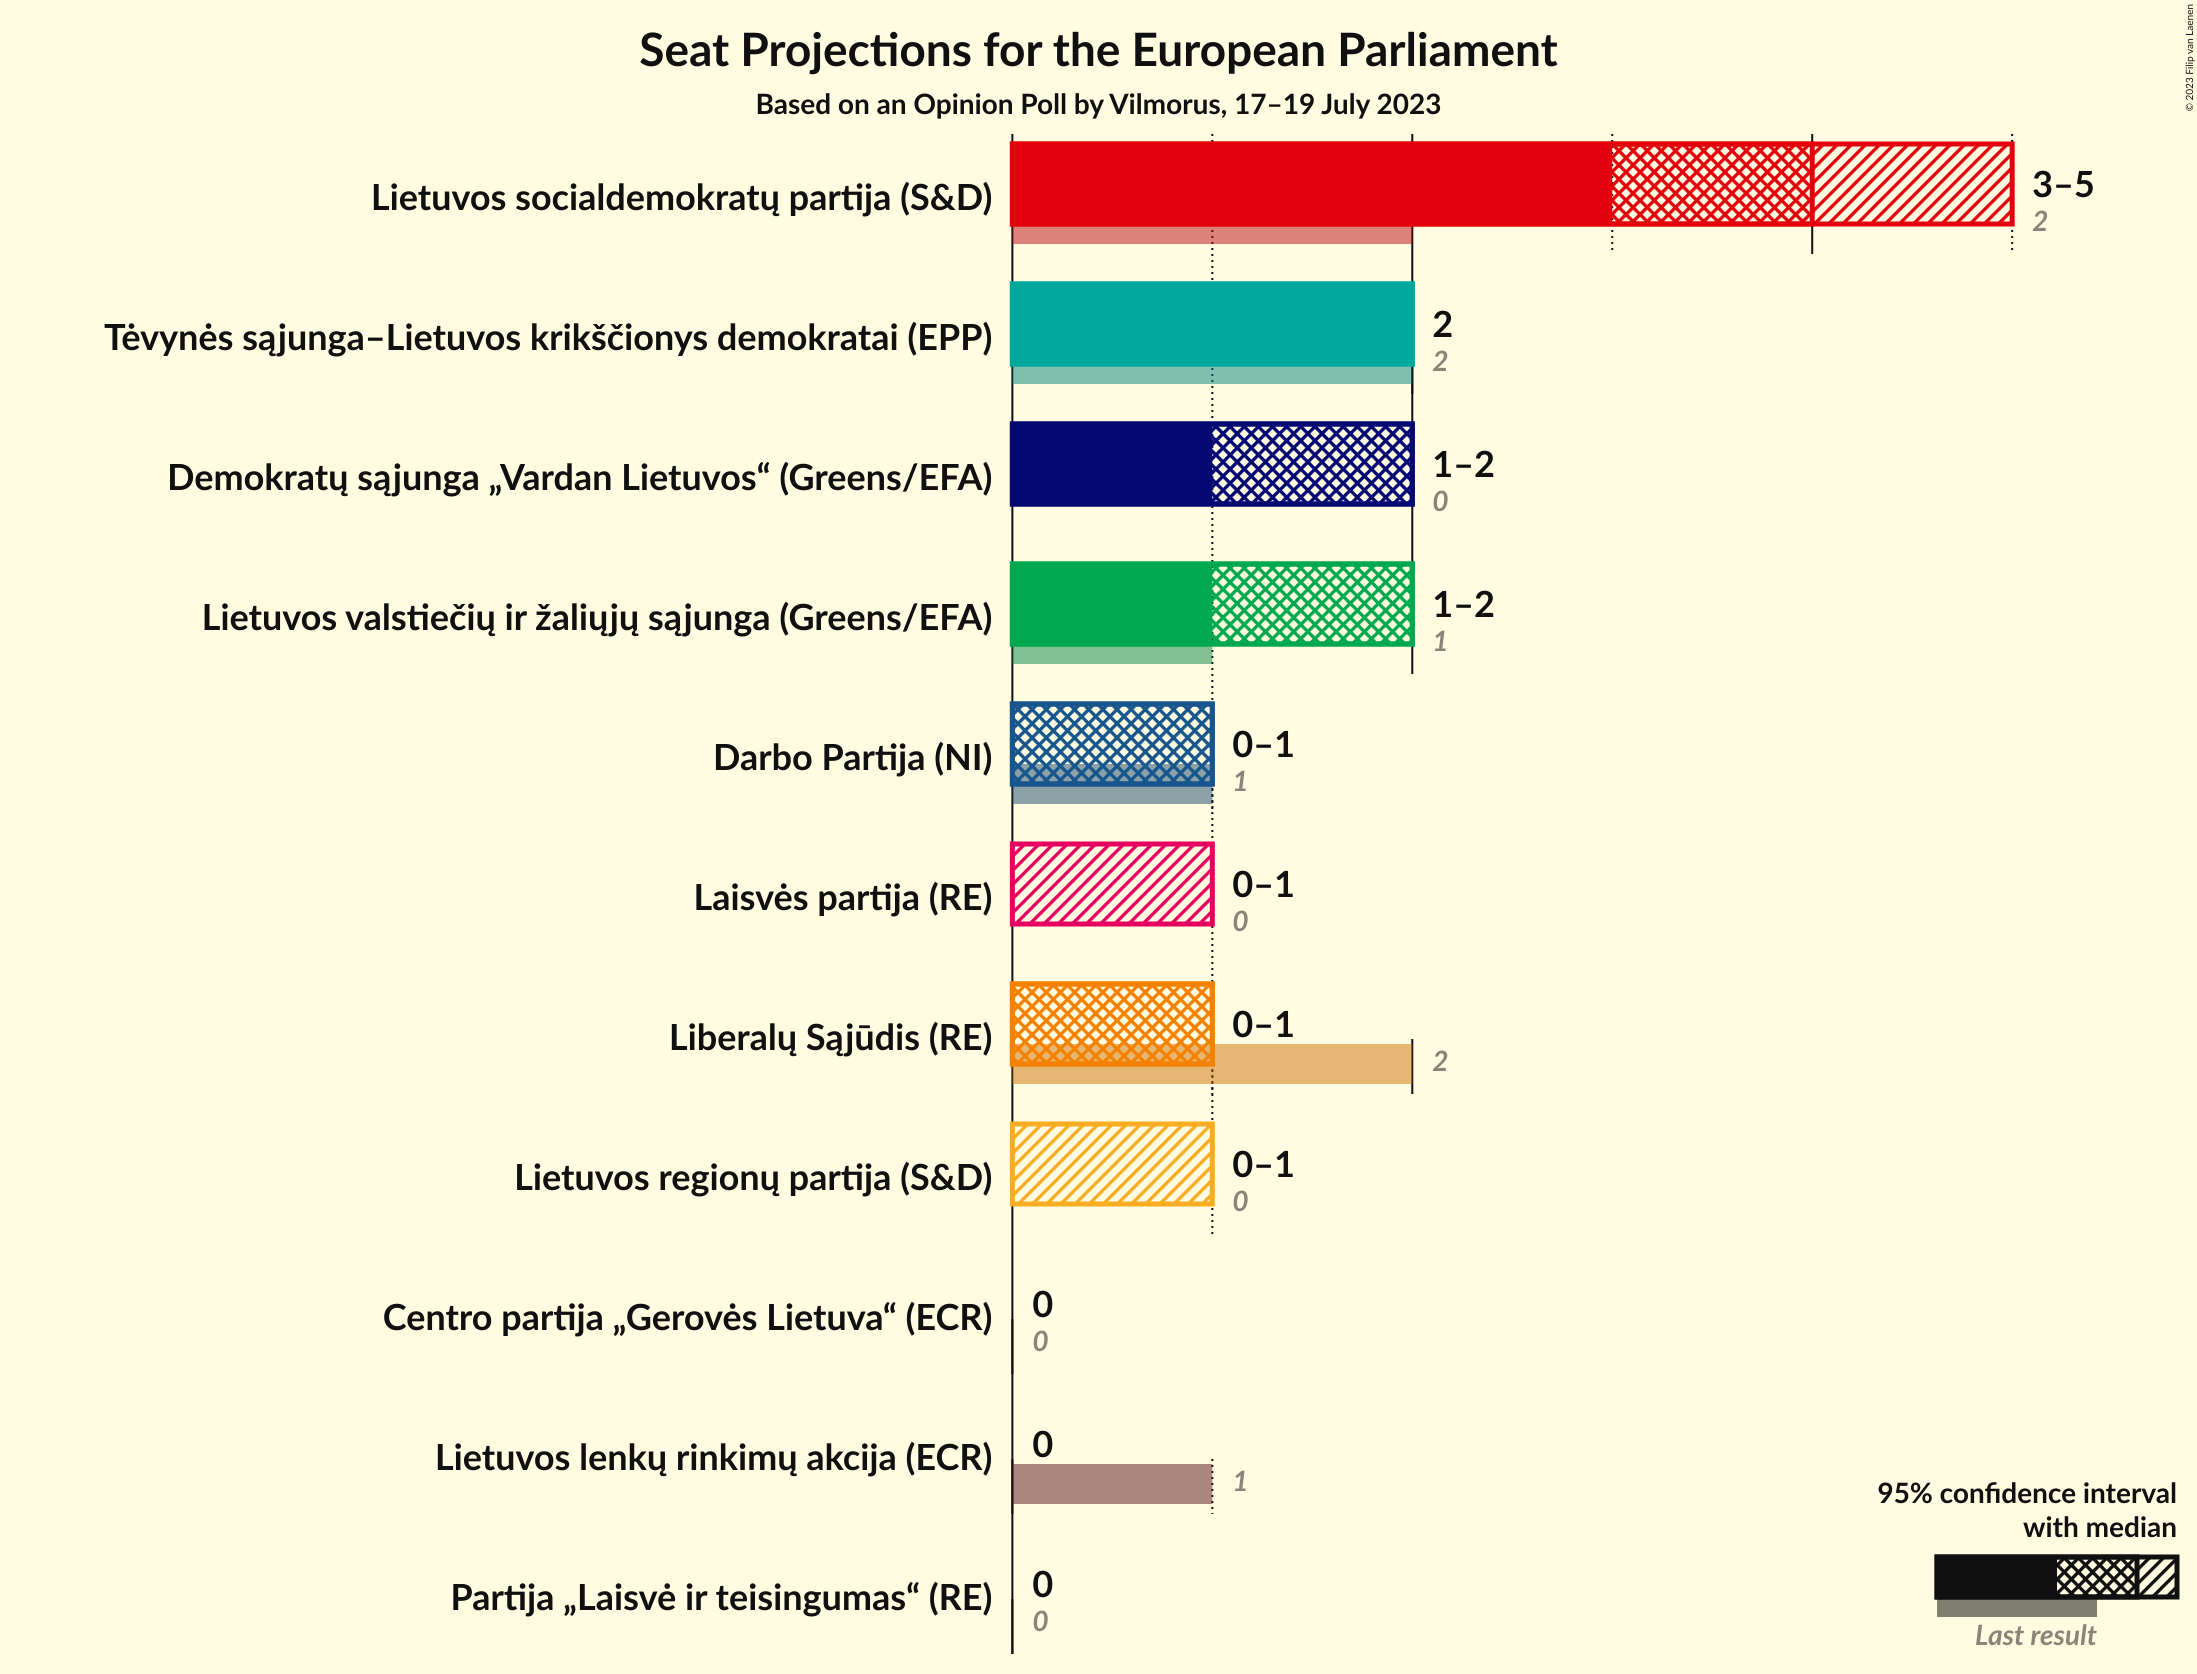 Seat Projections for the European Parliament
Based on an Opinion Poll by Vilmorus, 17–19 July 2023
© 2023 Filip van Laenen
Lietuvos socialdemokratų partija (S&D)
3–5
2
Tėvynės sąjunga–Lietuvos krikščionys demokratai (EPP)
2
2
Demokratų sąjunga „Vardan Lietuvos“ (Greens/EFA)
1–2
0
Lietuvos valstiečių ir žaliųjų sąjunga (Greens/EFA)
1–2
1
Darbo Partija (NI)
0–1
1
Laisvės partija (RE)
0–1
0
Liberalų Sąjūdis (RE)
0–1
2
Lietuvos regionų partija (S&D)
0–1
0
Centro partija „Gerovės Lietuva“ (ECR)
0
0
Lietuvos lenkų rinkimų akcija (ECR)
0
1
Partija „Laisvė ir teisingumas“ (RE)
0
0
95% confidence interval
with median
Last result